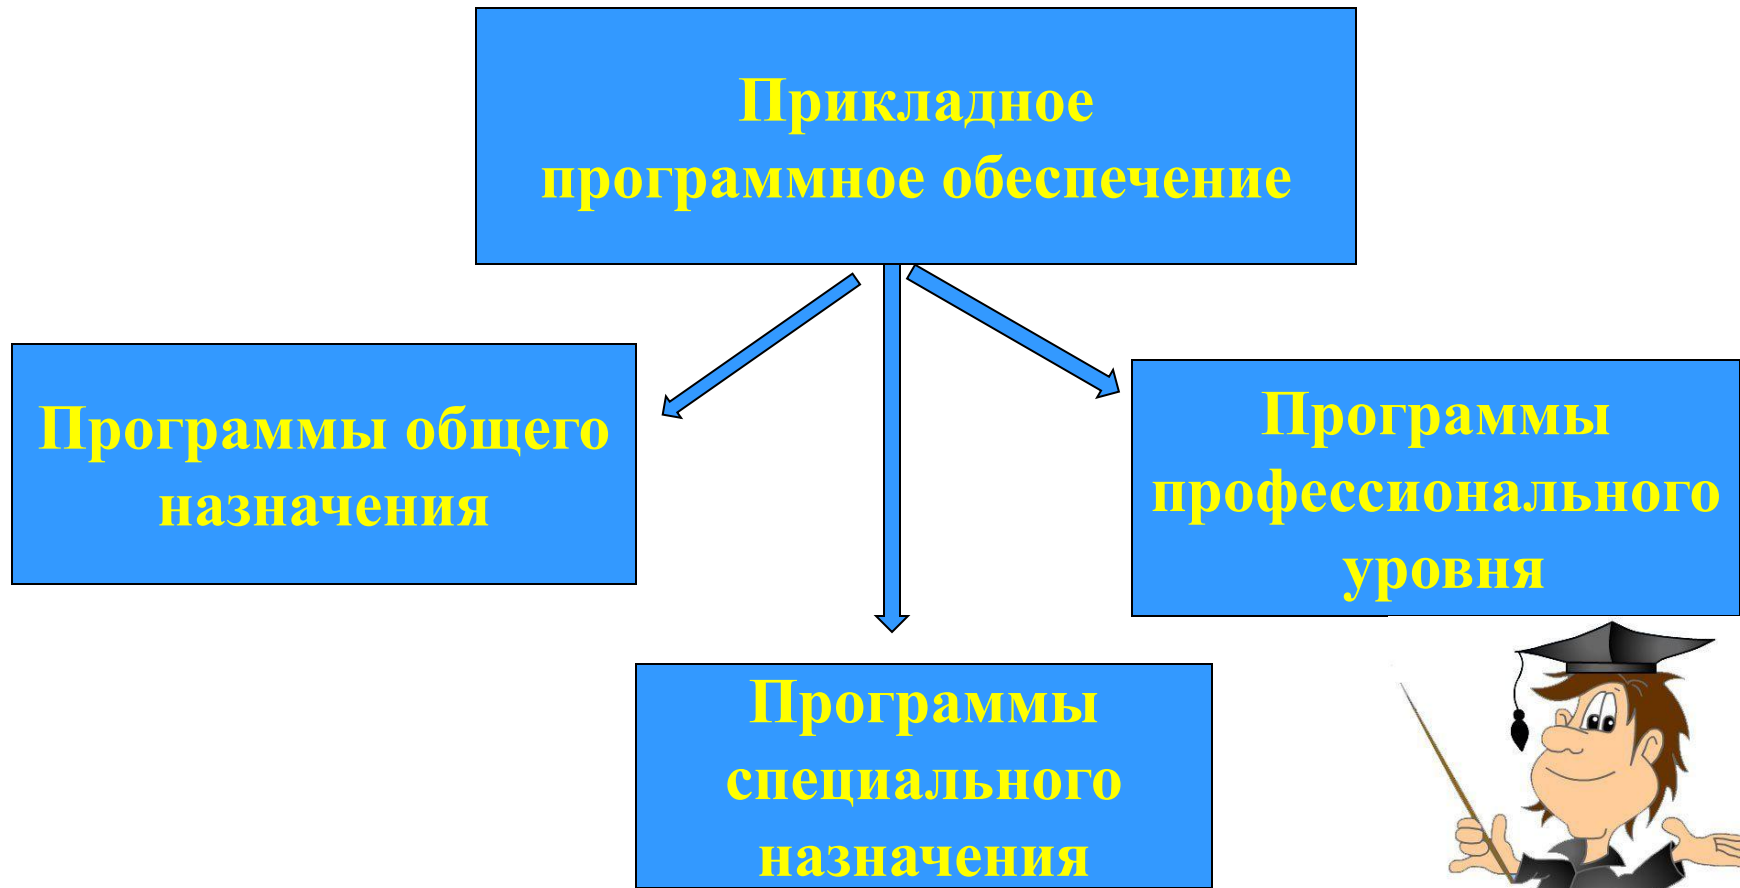 Прикладное
программное обеспечение
Программы общего
назначения
Программы
профессионального
уровня
Программы
специального
назначения